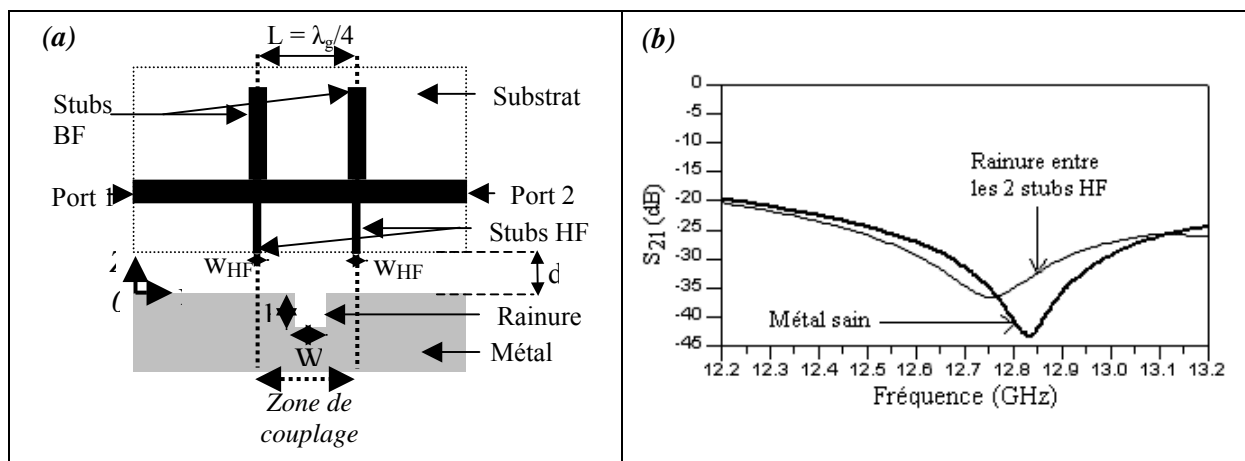 (a)
L = λg/4
Stubs
BF
Substrat
Port 1
Port 2
Stubs HF
wHF
wHF
d
Rainure
W
Métal
Zone de
couplage
(b)
0
-5
-10
-15
-20
-25
-30
-35
-40
-45
S21 (dB)
Rainure entre
les 2 stubs HF
Métal sain
12.2 12.3 12.4 12.5 12.6 12.7 12.8 12.9 13.0 13.1 13.2
Fréquence (GHz)